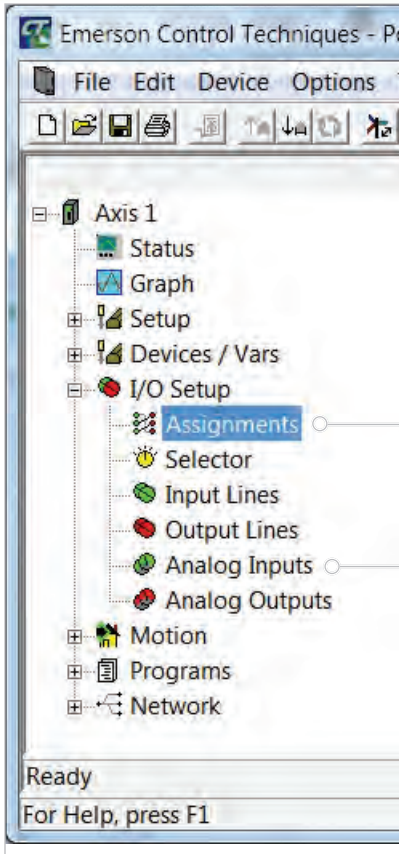 Emerson Control Techniques - Po
File Edit Device Options
Axis 1
Status
Graph
Setup
Devices / Vars
I/O Setup
Assignments
Selector
Input Lines
Output Lines
Analog Inputs
Analog Outputs
Motion
Programs
Network
Ready
For Help, press F1